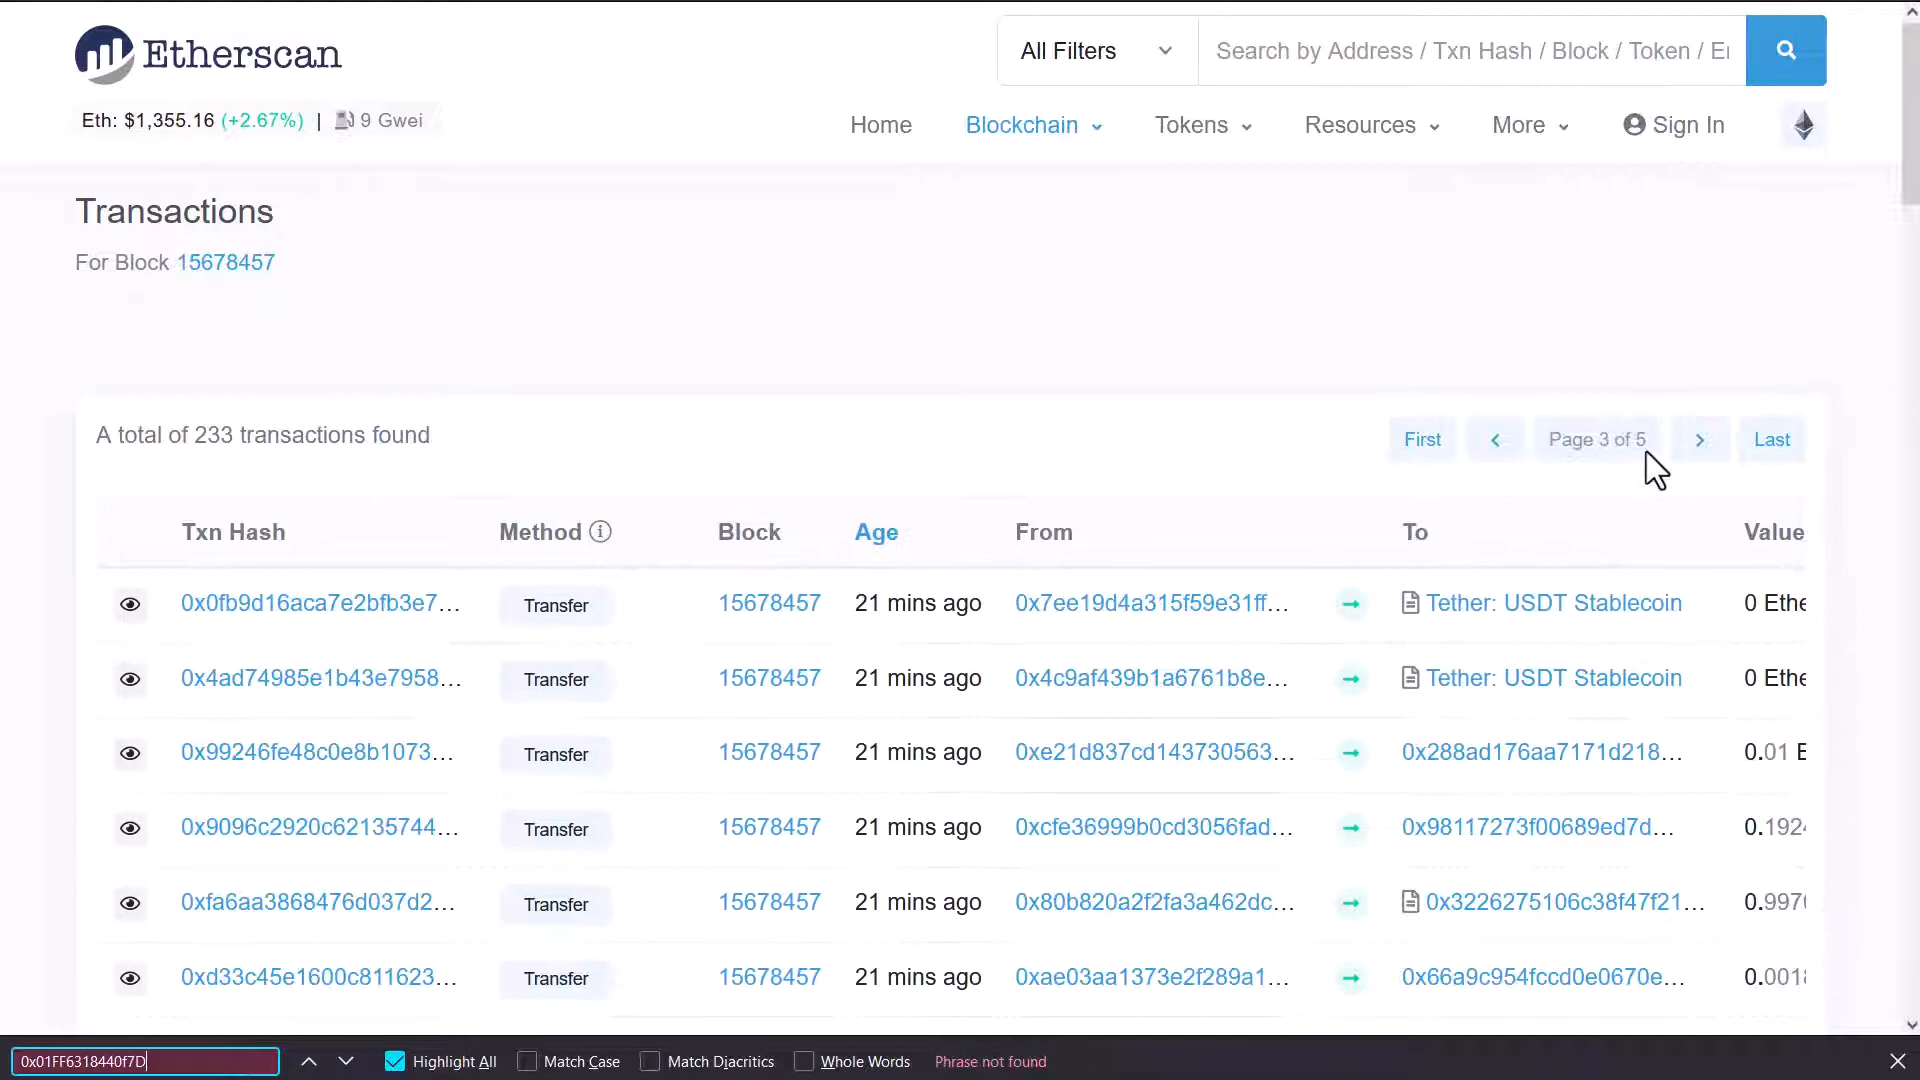 Etherscan
All Filters
Search by Address / Txn Hash / Block / Token / Er
Eth: $1,355.16 (+2.67%) | 9 Gwei
Home
Blockchain
Tokens
Resources
More
Sign In
Transactions
For Block 15678457
A total of 233 transactions found
First
Page 3 of 5
Last
Txn Hash Method Block Age From To Value
0x0fb9d16aca7e2bfb3e7... Transfer 15678457 21 mins ago 0x7ee19d4a315f59e31ff... Tether: USDT Stablecoin 0 Ethe
0x4ad74985e1b43e7958... Transfer 15678457 21 mins ago 0x4c9af439b1a6761b8e... Tether: USDT Stablecoin 0 Ethe
0x99246fe48c0e8b1073... Transfer 15678457 21 mins ago 0xe21d837cd143730563... 0x288ad176aa7171d218... 0.01 E
0x9096c2920c62135744... Transfer 15678457 21 mins ago 0xcfe36999b0cd3056fad... 0x98117273f00689ed7d... 0.1924
0xfa6aa3868476d037d2... Transfer 15678457 21 mins ago 0x80b820a2f2fa3a462dc... 0x3226275106c38f47f21... 0.9970
0xd33c45e1600c811623... Transfer 15678457 21 mins ago 0xae03aa1373e2f289a1... 0x66a9c954fccd0e0670e... 0.0018
0x01FF6318440f7D
Highlight All
Match Case
Match Diacritics
Whole Words
Phrase not found